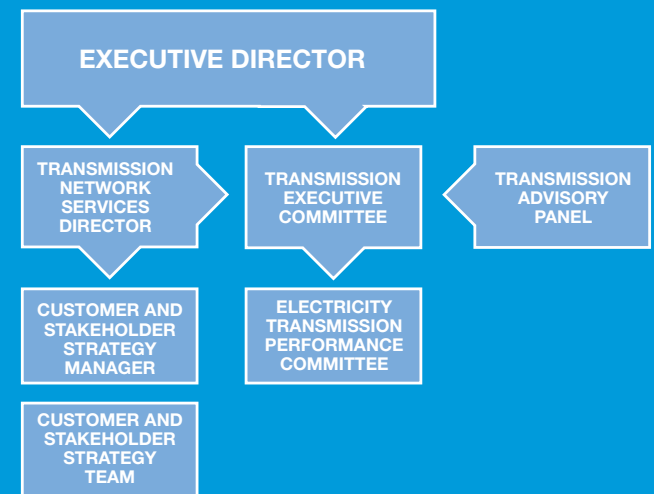 EXECUTIVE DIRECTOR
TRANSMISSION
NETWORK
SERVICES
DIRECTOR
TRANSMISSION
EXECUTIVE
COMMITTEE
TRANSMISSION
ADVISORY
PANEL
CUSTOMER AND
STAKEHOLDER
STRATEGY
MANAGER
ELECTRICITY
TRANSMISSION
PERFORMANCE
COMMITTEE
CUSTOMER AND
STAKEHOLDER
STRATEGY
TEAM